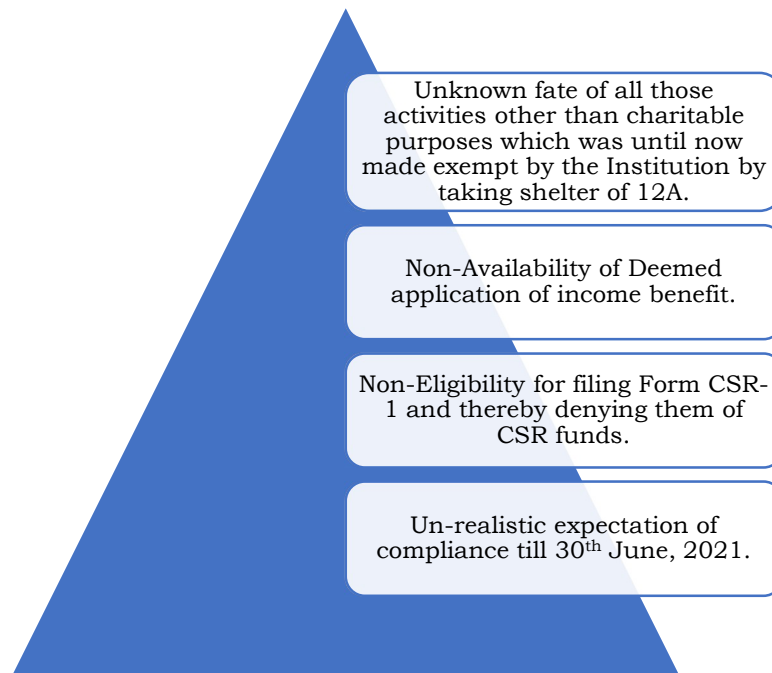 Unknown fate of all those
activities other than charitable
purposes which was until now
made exempt by the Institution by
taking shelter of 12A.
Non-Availability of Deemed
application of income benefit.
Non-Eligibility for filing Form CSR-
1 and thereby denying them of
CSR funds.
Un-realistic expectation of
compliance till 30th June, 2021.